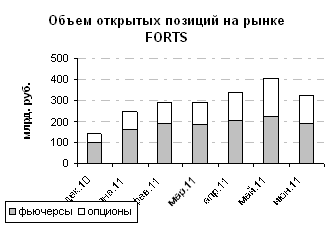 Объем открытых позиций на рынке
FORTS
млрд. руб.
500
400
300
200
100
0
дек.10
янв.11
фев.11
мар.11
апр.11
май.11
июн.11
фьючерсы
опционы